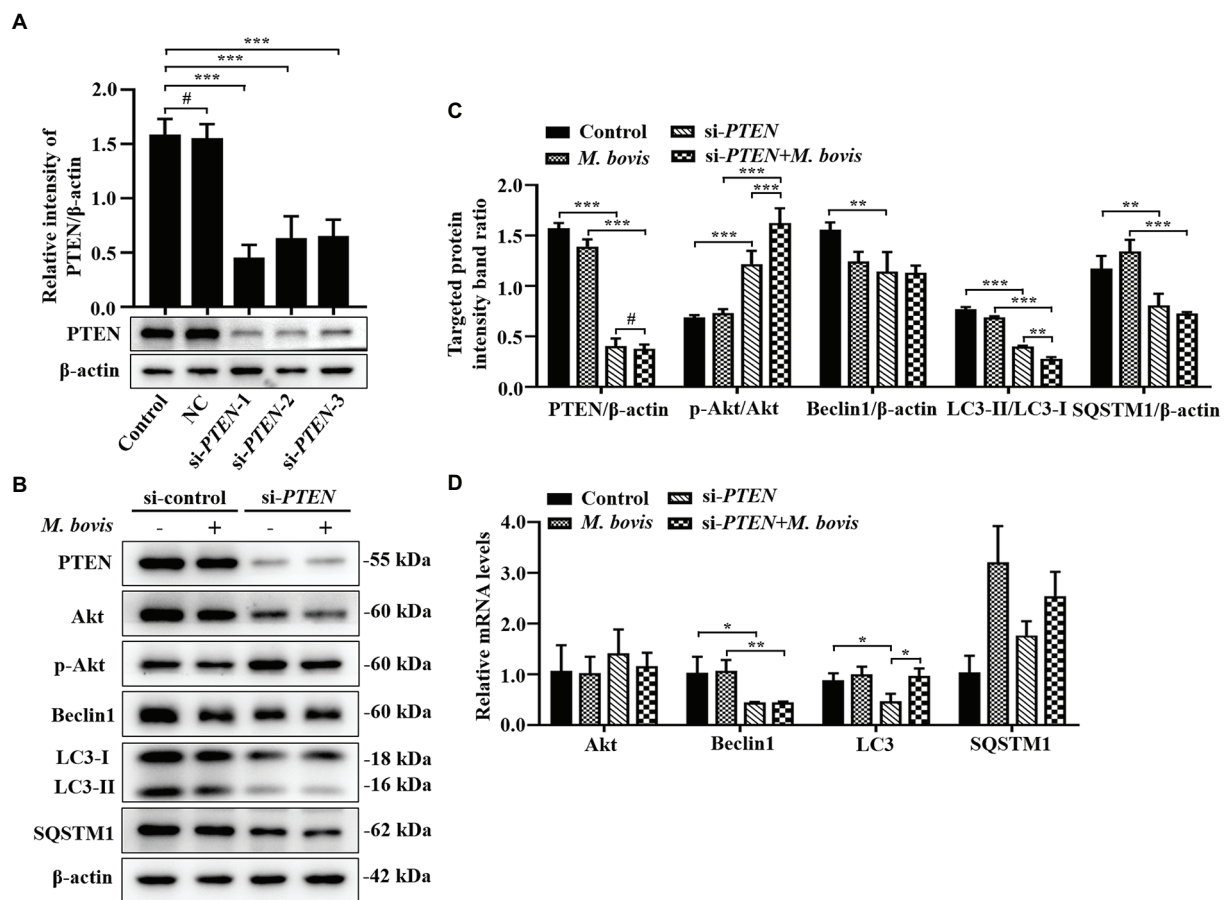 A
***
***
***
#
Relative intensity of
PTEN/β-actin
2.0
1.5
1.0
0.5
0.0
PTEN
β-actin
Control
NC
si-PTEN-1
si-PTEN-2
si-PTEN-3
B
si-control si-PTEN
M. bovis - + - +
PTEN -55 kDa
Akt -60 kDa
p-Akt -60 kDa
Beclin1 -60 kDa
LC3-I -18 kDa
LC3-II -16 kDa
SQSTM1 -62 kDa
β-actin -42 kDa
C
Control si-PTEN
M. bovis si-PTEN+M. bovis
Targeted protein
intensity band ratio
2.0
1.5
1.0
0.5
0.0
*** *** # *** *** *** ** *** *** ** ** ***
PTEN/β-actin p-Akt/Akt Beclin1/β-actin LC3-II/LC3-I SQSTM1/β-actin
D
Control si-PTEN
M. bovis si-PTEN+M. bovis
Relative mRNA levels
4.0
3.0
2.0
1.0
0.0
* ** * *
Akt Beclin1 LC3 SQSTM1